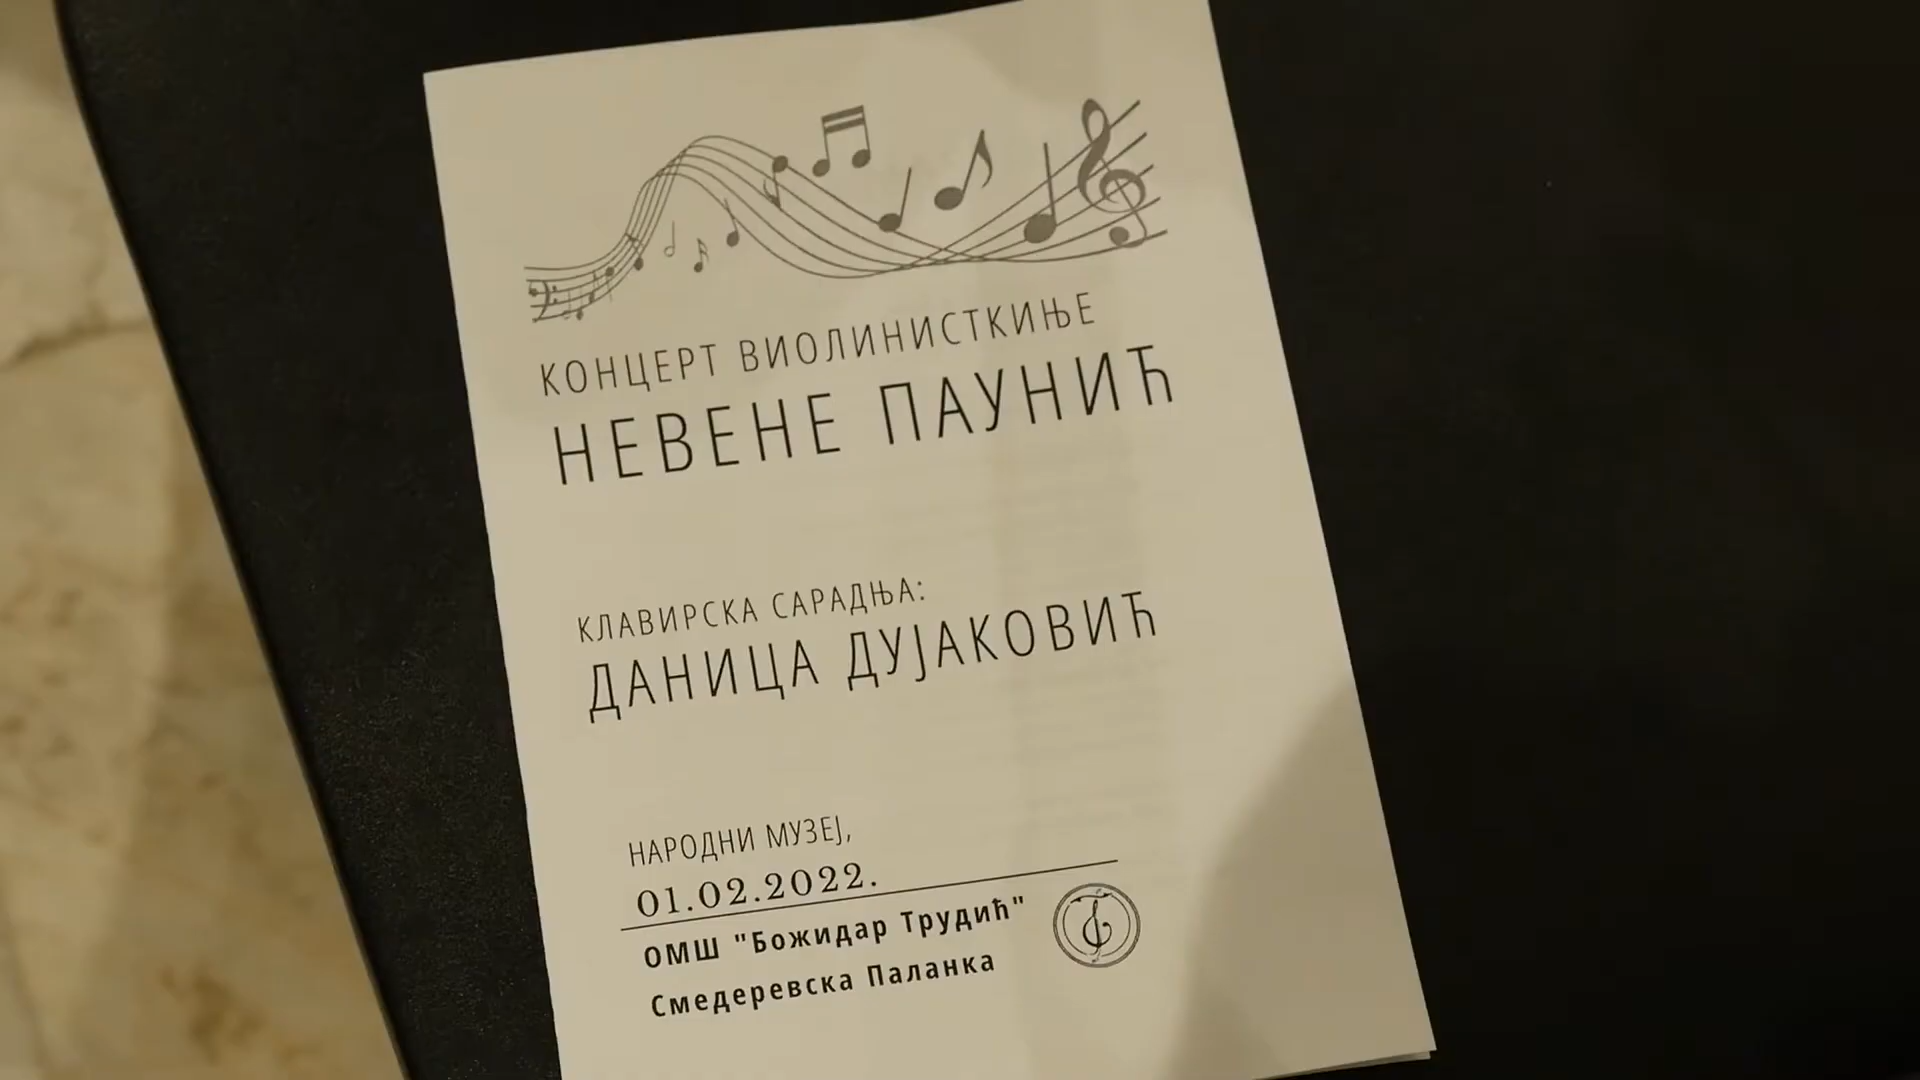 КОНЦЕРТ ВИОЛИНИСТКИЊЕ
НЕВЕНЕ ПАУНИЋ
КЛАВИРСКА САРАДЊА:
ДАНИЦА ДУЈАКОВИЋ
НАРОДНИ МУЗЕЈ,
01.02.2022.
ОМШ "Божидар Трудић"
Смедеревска Паланка